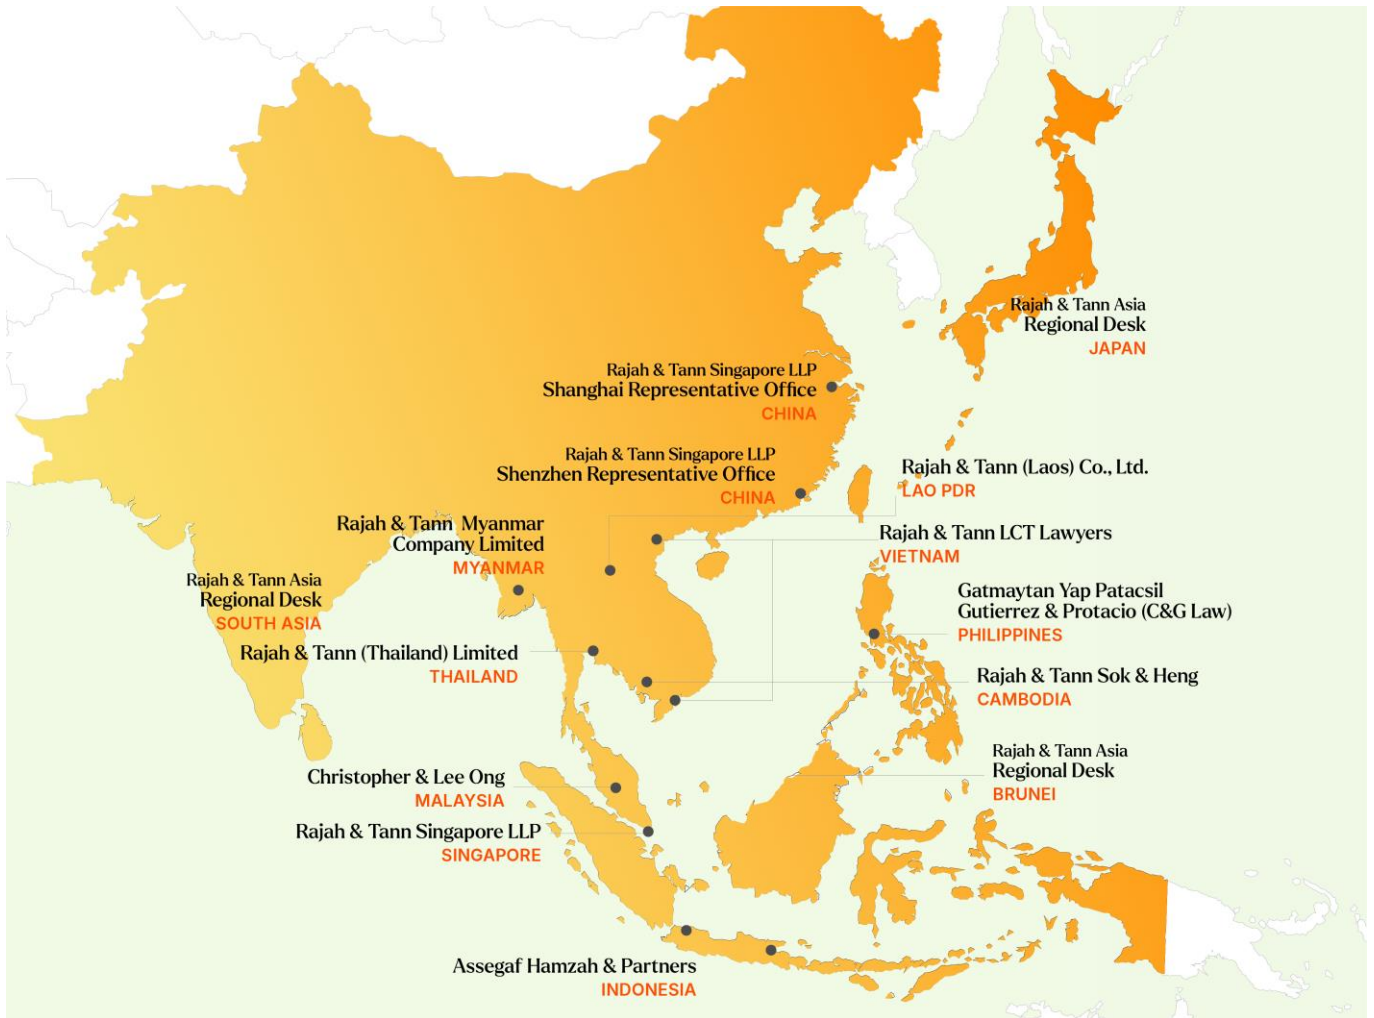 Rajah & Tann Asia
Regional Desk
JAPAN
Rajah & Tann Singapore LLP
Shanghai Representative Office
CHINA
Rajah & Tann Singapore LLP
Shenzhen Representative Office
CHINA
Rajah & Tann (Laos) Co., Ltd.
LAO PDR
Rajah & Tann Myanmar
Company Limited
MYANMAR
Rajah & Tann LCT Lawyers
VIETNAM
Rajah & Tann Asia
Regional Desk
SOUTH ASIA
Gatmaytan Yap Patacsil
Gutierrez & Protacio (C&G Law)
PHILIPPINES
Rajah & Tann (Thailand) Limited
THAILAND
Rajah & Tann Sok & Heng
CAMBODIA
Rajah & Tann Asia
Regional Desk
BRUNEI
Christopher & Lee Ong
MALAYSIA
Rajah & Tann Singapore LLP
SINGAPORE
Assegaf Hamzah & Partners
INDONESIA